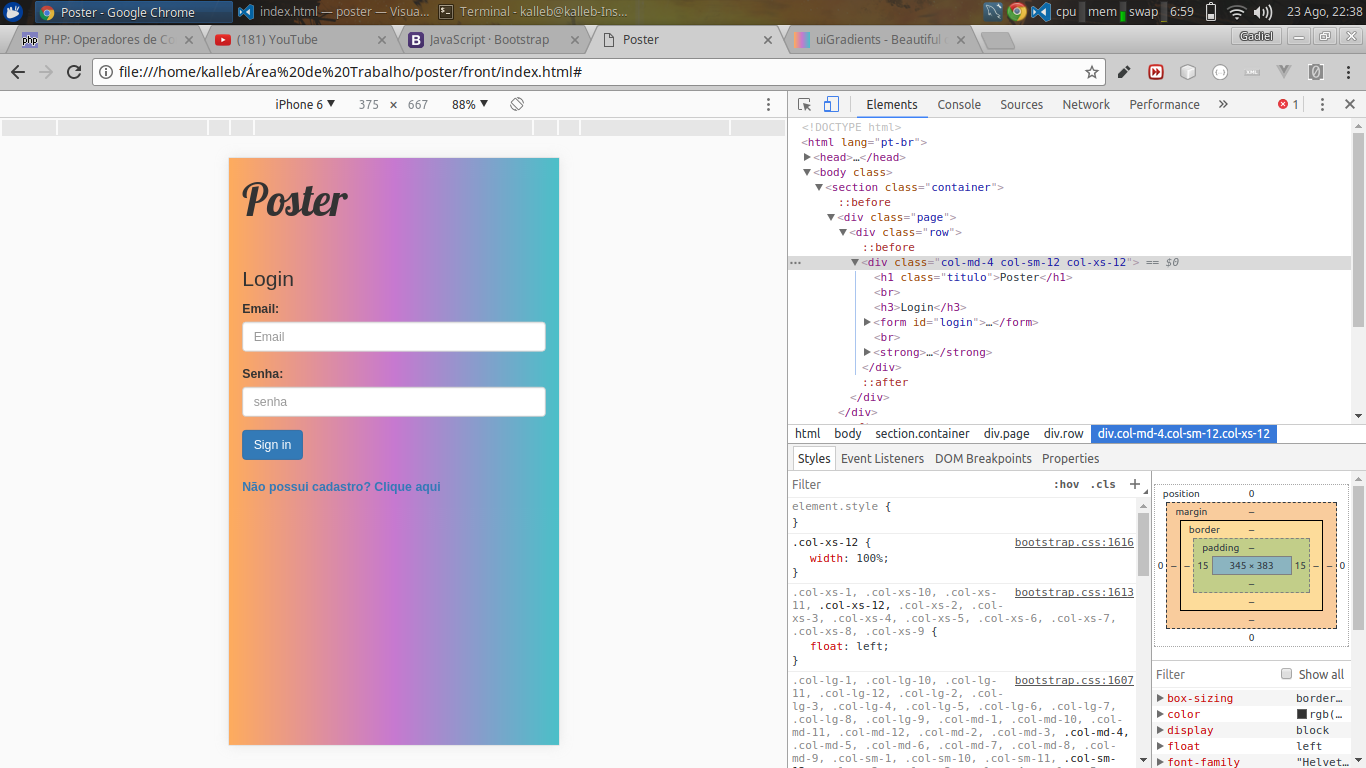 Poster - Google Chrome
index.html — poster — Visua...
Terminal - kalleb@kalleb-Ins...
cpu mem swap 6:59 23 Ago, 22:38
php PHP: Operadores de Co
(181) YouTube
B JavaScript · Bootstrap
Poster
uiGradients - Beautiful
Gadiel
file:///home/kalleb/Área%20de%20Trabalho/poster/front/index.html#
iPhone 6 ▼ 375 × 667 88% ▼
Elements Console Sources Network Performance » 1
Poster
Login
Email:
Email
Senha:
senha
Sign in
Não possui cadastro? Clique aqui
<!DOCTYPE html>
<html lang="pt-br">
<head>…</head>
<body class>
<section class="container">
::before
<div class="page">
<div class="row">
::before
<div class="col-md-4 col-sm-12 col-xs-12"> == $0
<h1 class="titulo">Poster</h1>
<br>
<h3>Login</h3>
<form id="login">…</form>
<br>
<strong>…</strong>
</div>
::after
</div>
</div>
html body section.container div.page div.row div.col-md-4.col-sm-12.col-xs-12
Styles Event Listeners DOM Breakpoints Properties
Filter :hov .cls +
element.style {
}
.col-xs-12 { bootstrap.css:1616
width: 100%;
}
.col-xs-1, .col-xs-10, .col-xs- bootstrap.css:1613
11, .col-xs-12, .col-xs-2, .col-
xs-3, .col-xs-4, .col-xs-5, .col-xs-6, .col-xs-7,
.col-xs-8, .col-xs-9 {
float: left;
}
.col-lg-1, .col-lg-10, .col-lg- bootstrap.css:1607
11, .col-lg-12, .col-lg-2, .col-
lg-3, .col-lg-4, .col-lg-5, .col-lg-6, .col-lg-7,
.col-lg-8, .col-lg-9, .col-md-1, .col-md-10, .col-
md-11, .col-md-12, .col-md-2, .col-md-3, .col-md-4,
.col-md-5, .col-md-6, .col-md-7, .col-md-8, .col-
md-9, .col-sm-1, .col-sm-10, .col-sm-11, .col-sm-
position 0
margin –
border –
padding –
0 – – 15 345 × 383 15 – – 0
–
–
–
0
Filter Show all
box-sizing border…
color rgb(…
display block
float left
font-family "Helvet…